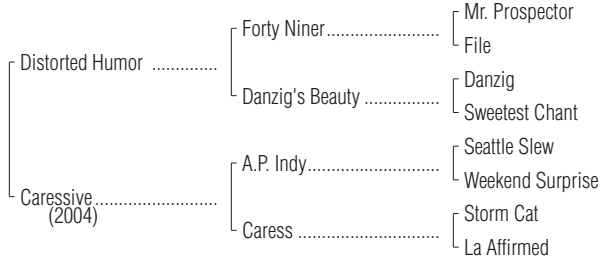 Mr. Prospector
Forty Niner.......................
File
Distorted Humor .............
Danzig
Danzig's Beauty ...............
Sweetest Chant
Seattle Slew
A.P. Indy..........................
Weekend Surprise
Caressive........................
(2004)
Storm Cat
Caress ............................
La Affirmed